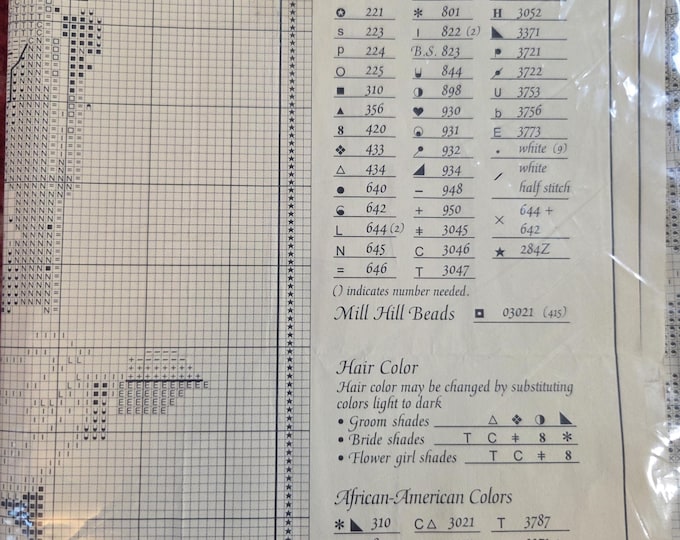 ✪ 221 ✻ 801 H 3052
s 223 I 822 (2) ◣ 3371
p 224 B.S. 823 3721
O 225 844 3722
■ 310 ◑ 898 U 3753
▲ 356 ♥ 930 b 3756
8 420 931 E 3773
❖ 433 932 • white (9)
△ 434 ◢ 934 ⁄ white
● 640 − 948 half stitch
642 + 950 × 644 +
L 644 (2) ǂ 3045 642
N 645 C 3046 ★ 284Z
= 646 T 3047
() indicates number needed.
Mill Hill Beads ◘ 03021 (415)
Hair Color
Hair color may be changed by substituting
colors light to dark
• Groom shades △ ❖ ◑ ◣
• Bride shades T C ǂ 8 ✻
• Flower girl shades T C ǂ 8
African-American Colors
✻ ◣ 310 C△ 3021 T 3787